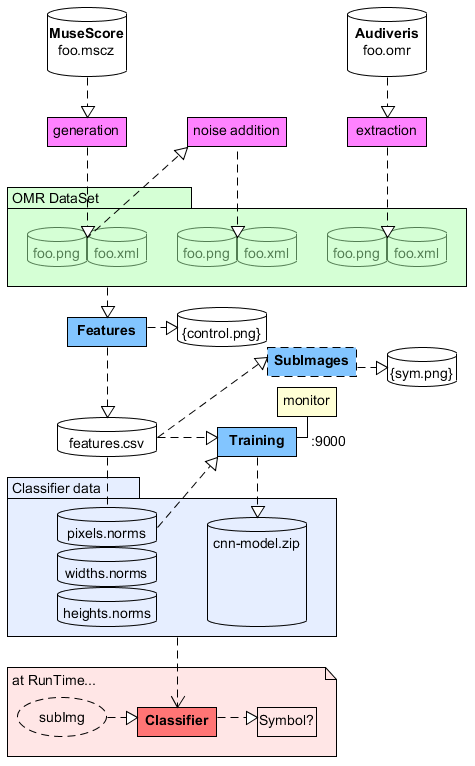 MuseScore
foo.mscz
Audiveris
foo.omr
generation
noise addition
extraction
OMR DataSet
foo.png
foo.xml
foo.png
foo.xml
foo.png
foo.xml
Features
{control.png}
SubImages
{sym.png}
monitor
features.csv
Training
:9000
Classifier data
pixels.norms
cnn-model.zip
widths.norms
heights.norms
at RunTime...
subImg
Classifier
Symbol?